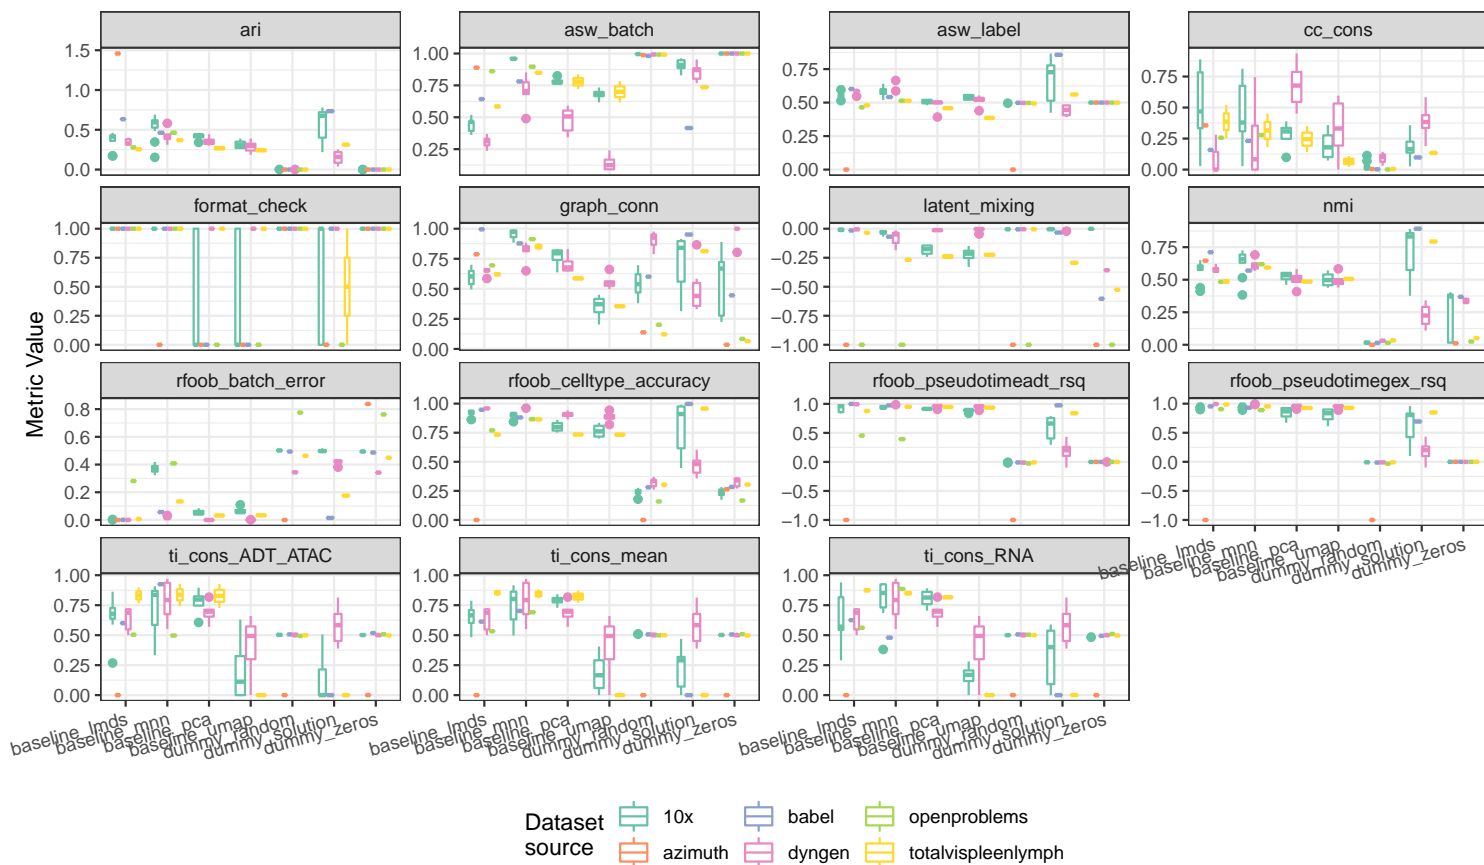 ari
asw_batch
asw_label
cc_cons
1.5
1.0
0.5
0.0
1.00
0.75
0.50
0.25
0.75
0.50
0.25
0.00
0.75
0.50
0.25
0.00
format_check
graph_conn
latent_mixing
nmi
1.00
0.75
0.50
0.25
0.00
1.00
0.75
0.50
0.25
0.00
0.00
−0.25
−0.50
−0.75
−1.00
0.75
0.50
0.25
0.00
Metric Value
rfoob_batch_error
rfoob_celltype_accuracy
rfoob_pseudotimeadt_rsq
rfoob_pseudotimegex_rsq
0.8
0.6
0.4
0.2
0.0
1.00
0.75
0.50
0.25
0.00
1.0
0.5
0.0
−0.5
−1.0
1.0
0.5
0.0
−0.5
−1.0
baseline_lmds
baseline_mnn
baseline_pca
baseline_umap
dummy_random
dummy_solution
dummy_zeros
ti_cons_ADT_ATAC
ti_cons_mean
ti_cons_RNA
1.00
0.75
0.50
0.25
0.00
1.00
0.75
0.50
0.25
0.00
1.00
0.75
0.50
0.25
0.00
baseline_lmds
baseline_mnn
baseline_pca
baseline_umap
dummy_random
dummy_solution
dummy_zeros
baseline_lmds
baseline_mnn
baseline_pca
baseline_umap
dummy_random
dummy_solution
dummy_zeros
baseline_lmds
baseline_mnn
baseline_pca
baseline_umap
dummy_random
dummy_solution
dummy_zeros
Dataset
source
10x
babel
openproblems
azimuth
dyngen
totalvispleenlymph